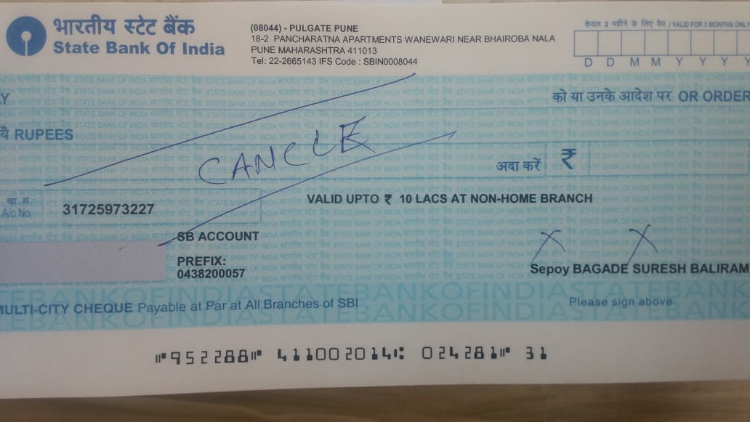 भारतीय स्टेट बैंक
State Bank Of India
(08044) - PULGATE PUNE
18-2 PANCHARATNA APARTMENTS WANEWARI NEAR BHAIROBA NALA
PUNE MAHARASHTRA 411013
Tel: 22-2665143 IFS Code : SBIN0008044
केवल 3 महीने के लिए वैध / VALID FOR 3 MONTHS ONLY
D D M M Y Y Y Y
को या उनके आदेश पर OR ORDER
RUPEES
CANCLE
अदा करें ₹
खा. सं.
A/c No.
31725973227
VALID UPTO ₹ 10 LACS AT NON-HOME BRANCH
SB ACCOUNT
PREFIX:
0438200057
X X
Sepoy BAGADE SURESH BALIRAM
MULTI-CITY CHEQUE Payable at Par at All Branches of SBI
Please sign above
⑈952288⑈ 411002014⑆ 024281⑈ 31